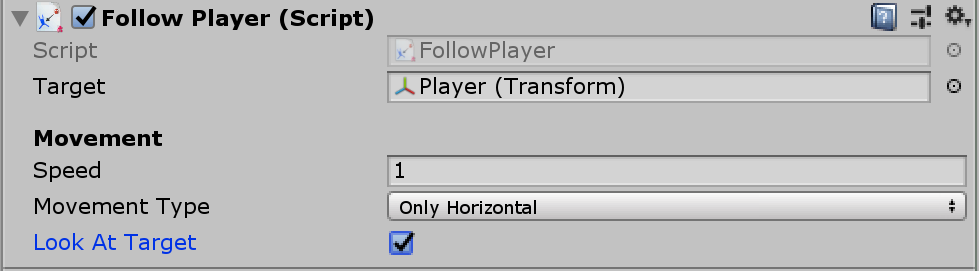 Follow Player (Script)
Script FollowPlayer
Target Player (Transform)
Movement
Speed 1
Movement Type Only Horizontal
Look At Target